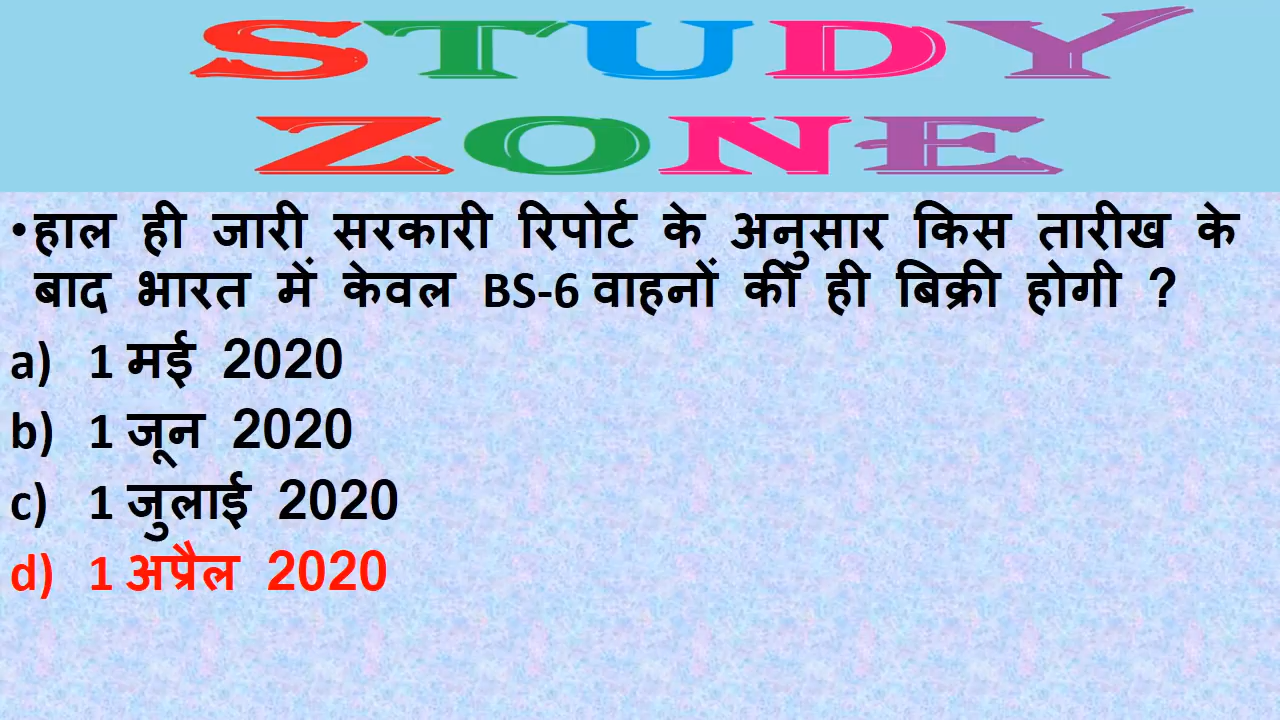 STUDY
ZONE
•हाल ही जारी सरकारी रिपोर्ट के अनुसार किस तारीख के
बाद भारत में केवल BS-6 वाहनों की ही बिक्री होगी ?
a) 1 मई 2020
b) 1 जून 2020
c) 1 जुलाई 2020
d) 1 अप्रैल 2020